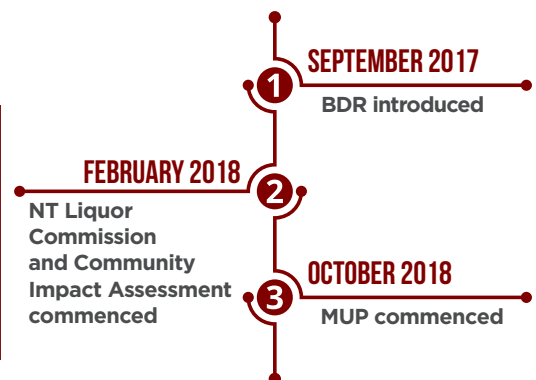 1
SEPTEMBER 2017
BDR introduced
2
FEBRUARY 2018
NT Liquor
Commission
and Community
Impact Assessment
commenced
3
OCTOBER 2018
MUP commenced